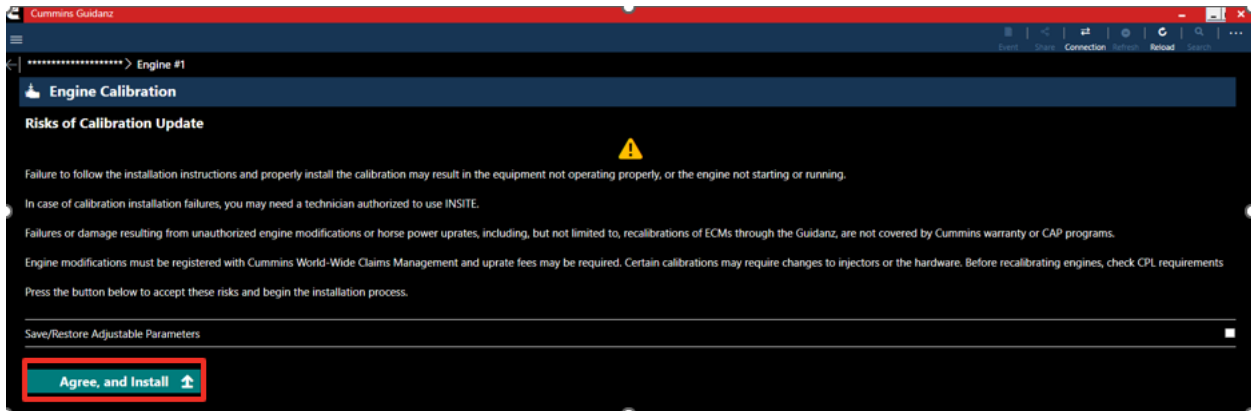 Cummins Guidanz
Event Share Connection Refresh Reload Search
******************** > Engine #1
Engine Calibration
Risks of Calibration Update
Failure to follow the installation instructions and properly install the calibration may result in the equipment not operating properly, or the engine not starting or running.
In case of calibration installation failures, you may need a technician authorized to use INSITE.
Failures or damage resulting from unauthorized engine modifications or horse power uprates, including, but not limited to, recalibrations of ECMs through the Guidanz, are not covered by Cummins warranty or CAP programs.
Engine modifications must be registered with Cummins World-Wide Claims Management and uprate fees may be required. Certain calibrations may require changes to injectors or the hardware. Before recalibrating engines, check CPL requirements
Press the button below to accept these risks and begin the installation process.
Save/Restore Adjustable Parameters
Agree, and Install